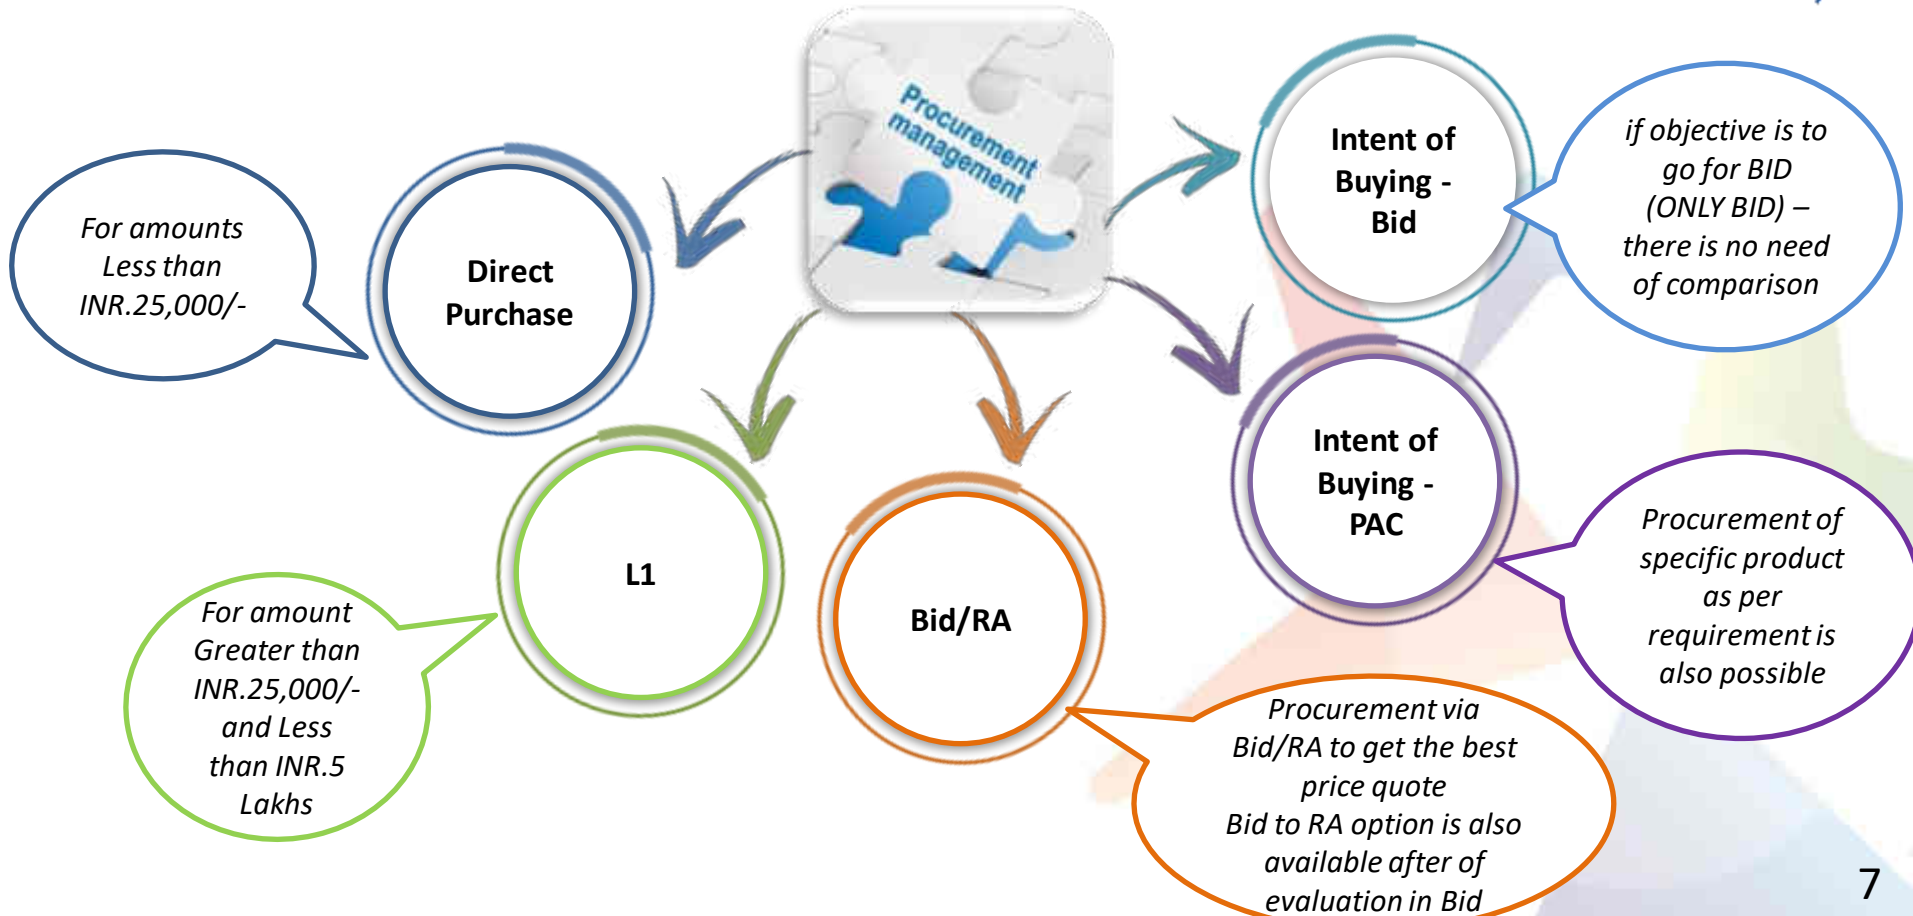 Procurement
management
For amounts
Less than
INR.25,000/-
Direct
Purchase
Intent of
Buying -
Bid
if objective is to
go for BID
(ONLY BID) –
there is no need
of comparison
L1
For amount
Greater than
INR.25,000/-
and Less
than INR.5
Lakhs
Bid/RA
Procurement via
Bid/RA to get the best
price quote
Bid to RA option is also
available after of
evaluation in Bid
Intent of
Buying -
PAC
Procurement of
specific product
as per
requirement is
also possible
7